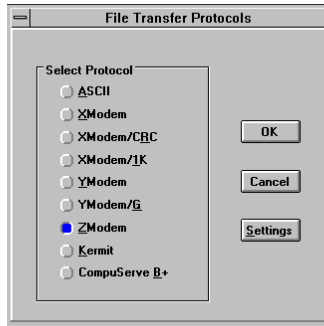 File Transfer Protocols
Select Protocol
ASCII
XModem
XModem/CRC
XModem/1K
YModem
YModem/G
ZModem
Kermit
CompuServe B+
OK
Cancel
Settings